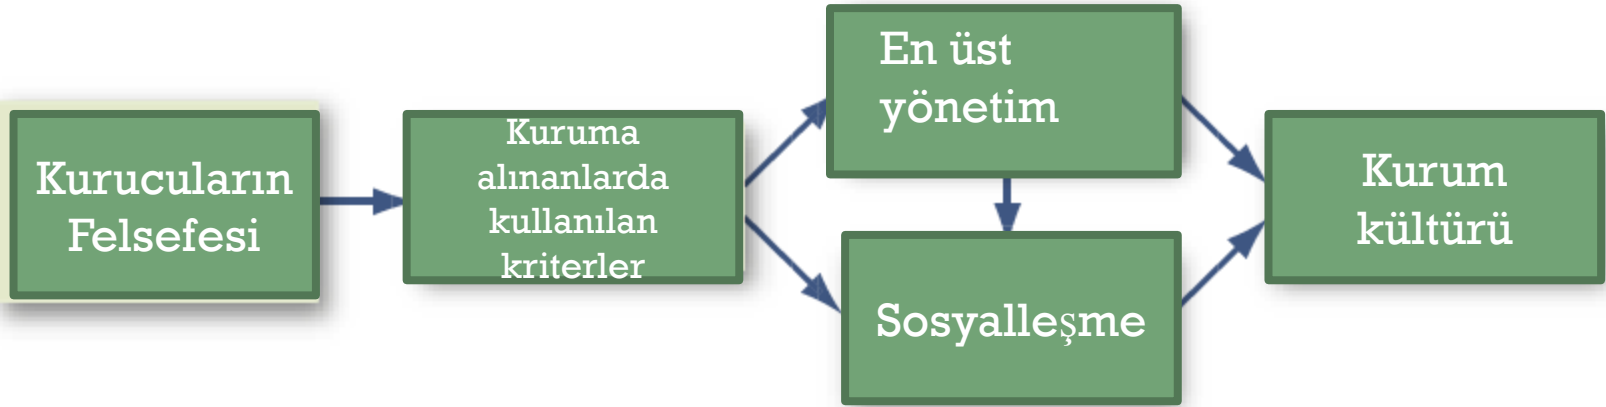 Kurucuların
Felsefesi
Kuruma
alınanlarda
kullanılan
kriterler
En üst
yönetim
Sosyalleşme
Kurum
kültürü